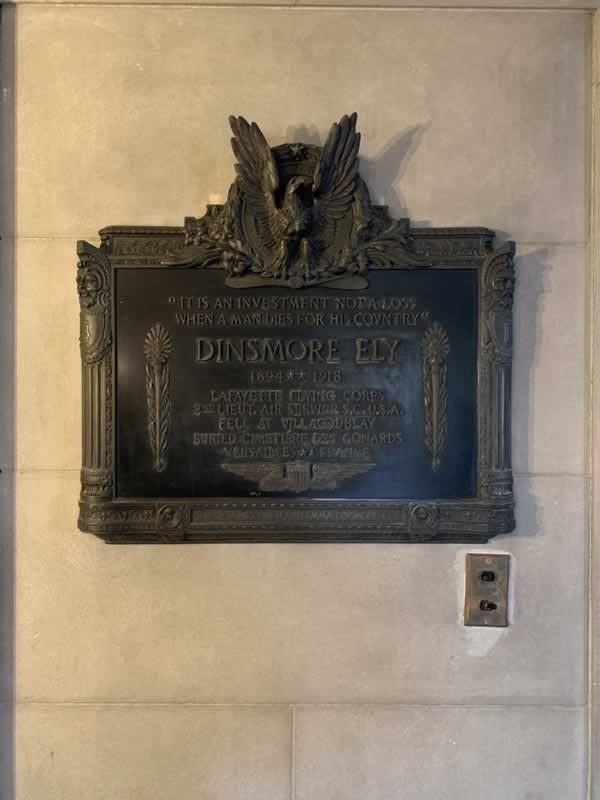 "IT IS AN INVESTMENT NOT A LOSS
WHEN A MAN DIES FOR HIS COVNTRY"
DINSMORE ELY
1894 ★★ 1918
LAFAYETTE FLYING CORPS
2ND LIEUT. AIR SERVICE S.C. U.S.A.
FELL AT VILLACOUBLAY
BURIED CIMETIÈRE DES GONARDS
VERSAILLES ★★ FRANCE